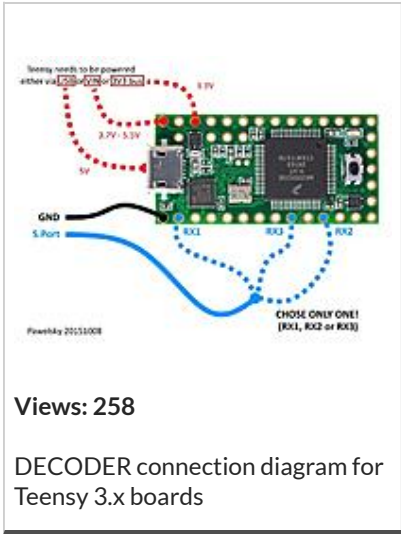 Teensy needs to be powered
either via USB or VIN or 3V3 bus
3.3V
3.7V - 5.5V
5V
GND
S.Port
RX1
RX3
RX2
CHOSE ONLY ONE!
(RX1, RX2 or RX3)
Pawelsky 20151008
Views: 258
DECODER connection diagram for
Teensy 3.x boards